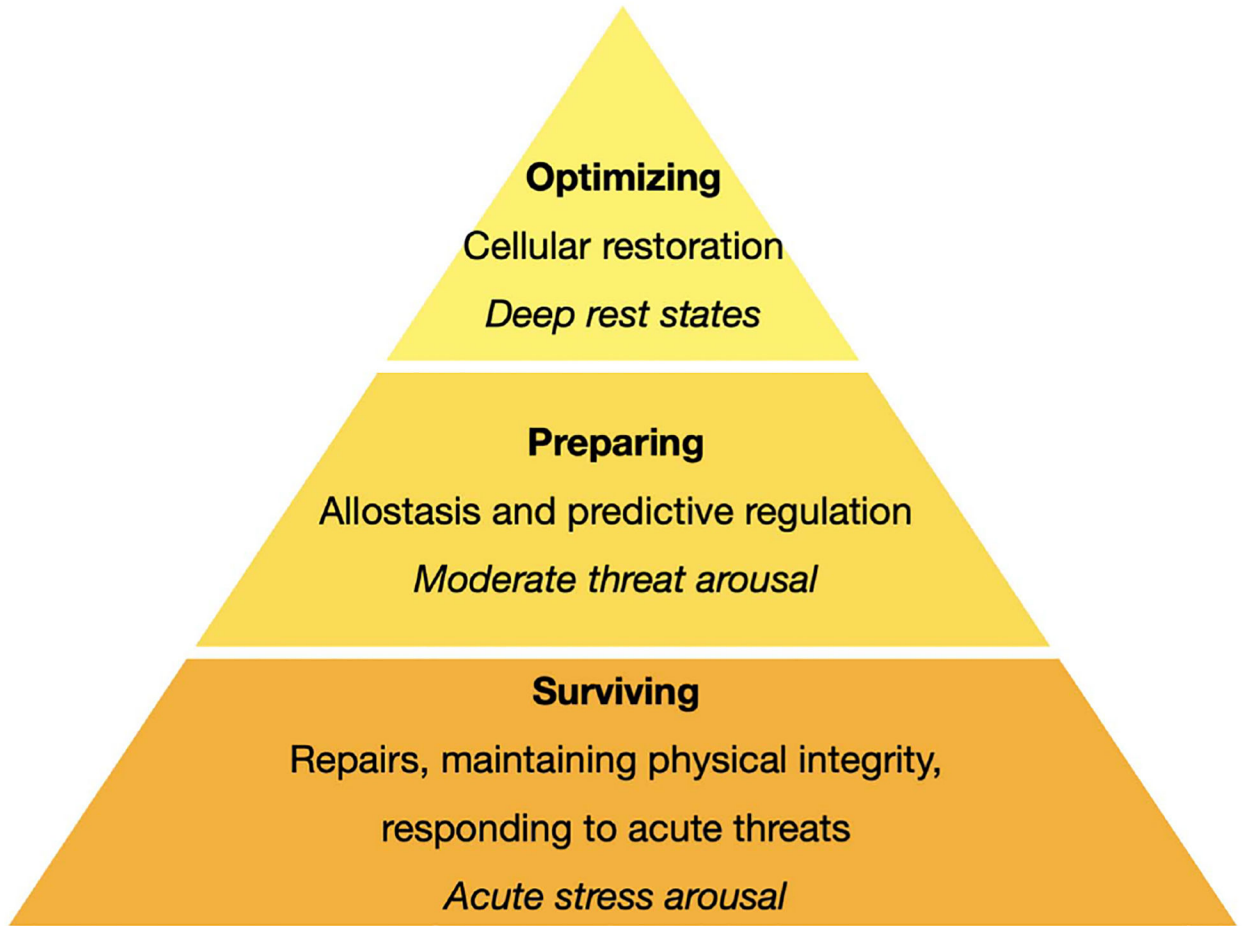 Optimizing
Cellular restoration
Deep rest states
Preparing
Allostasis and predictive regulation
Moderate threat arousal
Surviving
Repairs, maintaining physical integrity,
responding to acute threats
Acute stress arousal